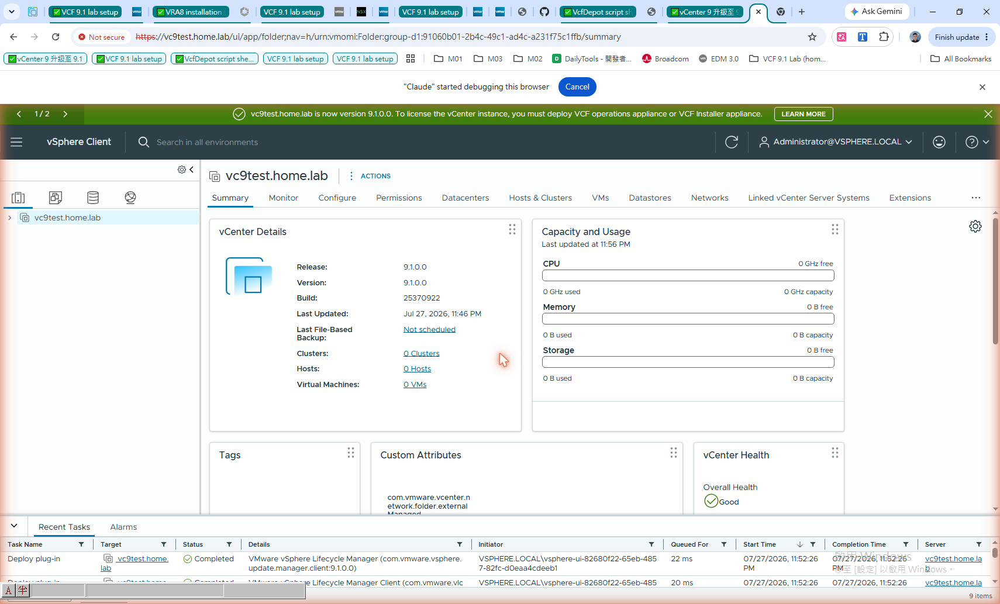 ✅VCF 9.1 lab setup
vmw
✅VRA8 installation
VCF 9.1 lab setup
vmw
NSX
vmw
VCF 9.1 lab setup
vmw
vmw
✅VcfDepot script sh
✅vCenter 9 升級至 9
Ask Gemini
Not secure
https://vc9test.home.lab/ui/app/folder;nav=h/urn:vmomi:Folder:group-d1:91060b01-2b4c-49c1-ad4c-a231f75c1ffb/summary
Finish update
✅vCenter 9 升級至 9.1
✅VCF 9.1 lab setup
✅VcfDepot script she...
VCF 9.1 lab setup
VCF 9.1 lab setup
M01
M03
M02
DailyTools - 開發者...
Broadcom
EDM 3.0
VCF 9.1 Lab (hom...
All Bookmarks
"Claude" started debugging this browser
Cancel
1 / 2
vc9test.home.lab is now version 9.1.0.0. To license the vCenter instance, you must deploy VCF operations appliance or VCF Installer appliance.
LEARN MORE
vSphere Client
Search in all environments
Administrator@VSPHERE.LOCAL
vc9test.home.lab
ACTIONS
Summary
Monitor
Configure
Permissions
Datacenters
Hosts & Clusters
VMs
Datastores
Networks
Linked vCenter Server Systems
Extensions
vc9test.home.lab
vCenter Details
Release: 9.1.0.0
Version: 9.1.0.0
Build: 25370922
Last Updated: Jul 27, 2026, 11:46 PM
Last File-Based Not scheduled
Backup:
Clusters: 0 Clusters
Hosts: 0 Hosts
Virtual Machines: 0 VMs
Capacity and Usage
Last updated at 11:56 PM
CPU 0 GHz free
0 GHz used 0 GHz capacity
Memory 0 B free
0 B used 0 B capacity
Storage 0 B free
0 B used 0 B capacity
Tags
Custom Attributes
com.vmware.vcenter.n
etwork.folder.external
Managed
vCenter Health
Overall Health
Good
Recent Tasks
Alarms
Task Name Target Status Details Initiator Queued For Start Time Completion Time Server
Deploy plug-in vc9test.home. Completed VMware vSphere Lifecycle Manager (com.vmware.vsphere. VSPHERE.LOCAL\vsphere-ui-82680f22-65eb-485 22 ms 07/27/2026, 11:52:26 07/27/2026, 11:52:26 vc9test.home.la
lab update.manager.client:9.1.0.0) 7-82fc-d0eaa4cdeeb1 PM PM b
Deploy plug-in vc9test.home. Completed VMware vSphere Lifecycle Manager Client (com.vmware.vlc VSPHERE.LOCAL\vsphere-ui-82680f22-65eb-485 20 ms 07/27/2026, 11:52:26 07/27/2026, 11:52:26 vc9test.home.la
啟用 Windows
移至 [設定] 以啟用 Windows。
A 半
9 items